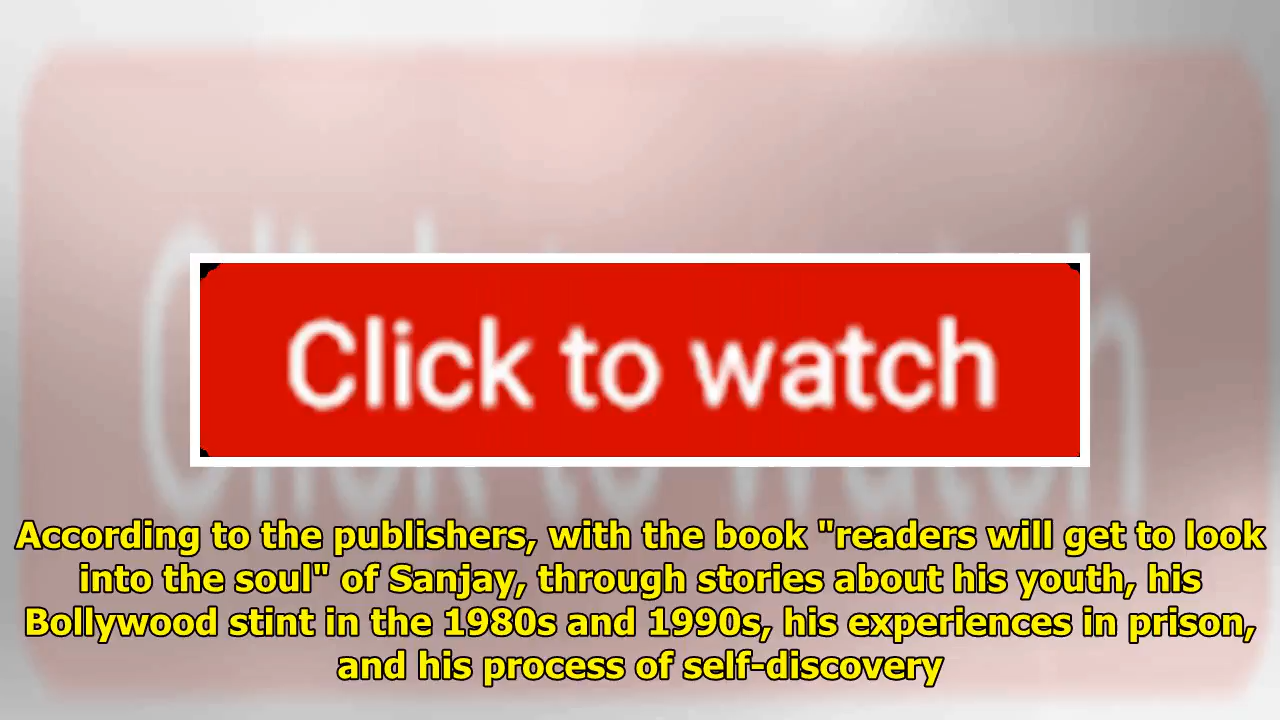 Click to watch
According to the publishers, with the book "readers will get to look
into the soul" of Sanjay, through stories about his youth, his
Bollywood stint in the 1980s and 1990s, his experiences in prison,
and his process of self-discovery